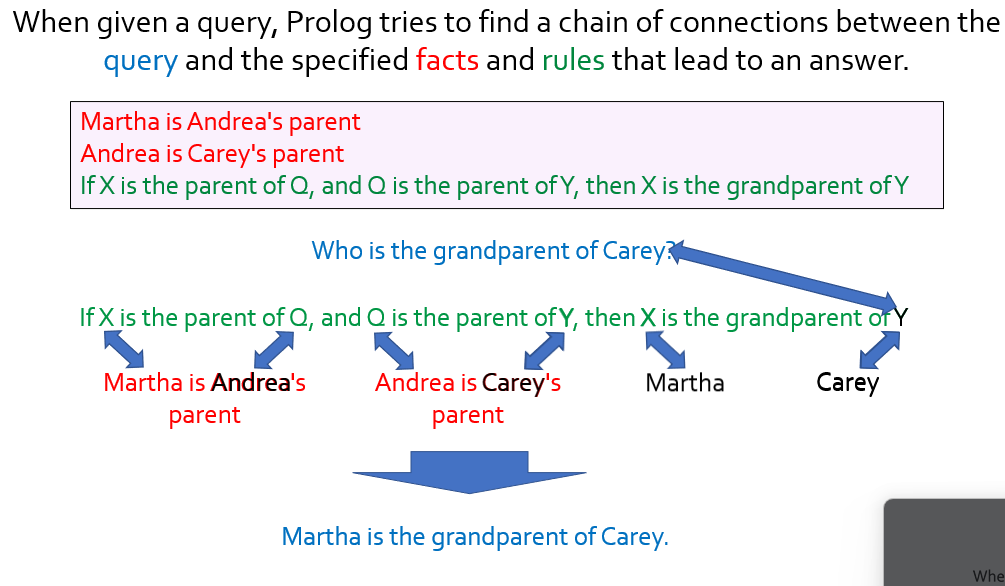 When given a query, Prolog tries to find a chain of connections between the
query and the specified facts and rules that lead to an answer.
Martha is Andrea's parent
Andrea is Carey's parent
If X is the parent of Q, and Q is the parent of Y, then X is the grandparent of Y
Who is the grandparent of Carey?
If X is the parent of Q, and Q is the parent of Y, then X is the grandparent of Y
Martha is Andrea's
parent
Andrea is Carey's
parent
Martha
Carey
Martha is the grandparent of Carey.